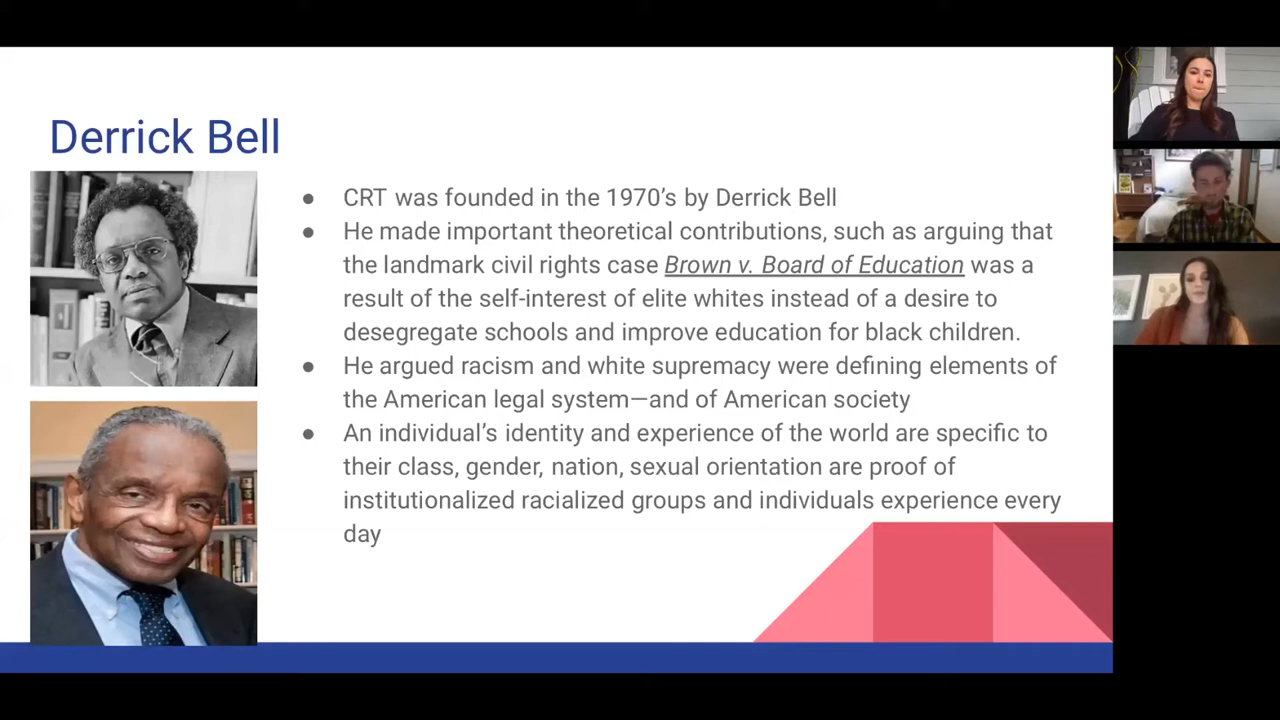 Derrick Bell
● CRT was founded in the 1970’s by Derrick Bell
● He made important theoretical contributions, such as arguing that
the landmark civil rights case Brown v. Board of Education was a
result of the self-interest of elite whites instead of a desire to
desegregate schools and improve education for black children.
● He argued racism and white supremacy were defining elements of
the American legal system—and of American society
● An individual’s identity and experience of the world are specific to
their class, gender, nation, sexual orientation are proof of
institutionalized racialized groups and individuals experience every
day